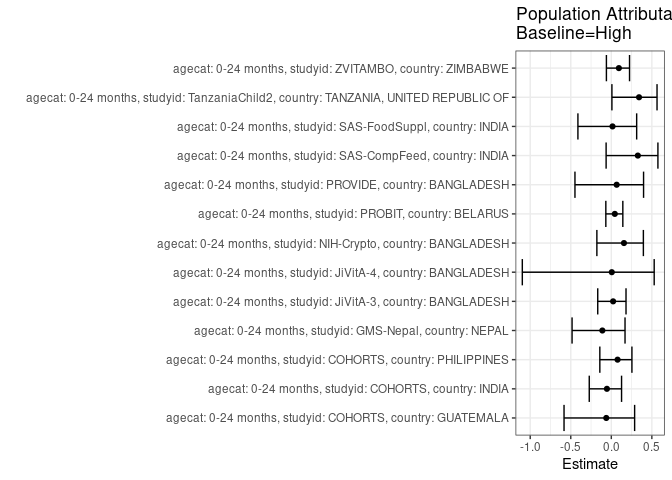 Population Attributa
Baseline=High
agecat: 0-24 months, studyid: ZVITAMBO, country: ZIMBABWE
agecat: 0-24 months, studyid: TanzaniaChild2, country: TANZANIA, UNITED REPUBLIC OF
agecat: 0-24 months, studyid: SAS-FoodSuppl, country: INDIA
agecat: 0-24 months, studyid: SAS-CompFeed, country: INDIA
agecat: 0-24 months, studyid: PROVIDE, country: BANGLADESH
agecat: 0-24 months, studyid: PROBIT, country: BELARUS
agecat: 0-24 months, studyid: NIH-Crypto, country: BANGLADESH
agecat: 0-24 months, studyid: JiVitA-4, country: BANGLADESH
agecat: 0-24 months, studyid: JiVitA-3, country: BANGLADESH
agecat: 0-24 months, studyid: GMS-Nepal, country: NEPAL
agecat: 0-24 months, studyid: COHORTS, country: PHILIPPINES
agecat: 0-24 months, studyid: COHORTS, country: INDIA
agecat: 0-24 months, studyid: COHORTS, country: GUATEMALA
-1.0 -0.5 0.0 0.5
Estimate